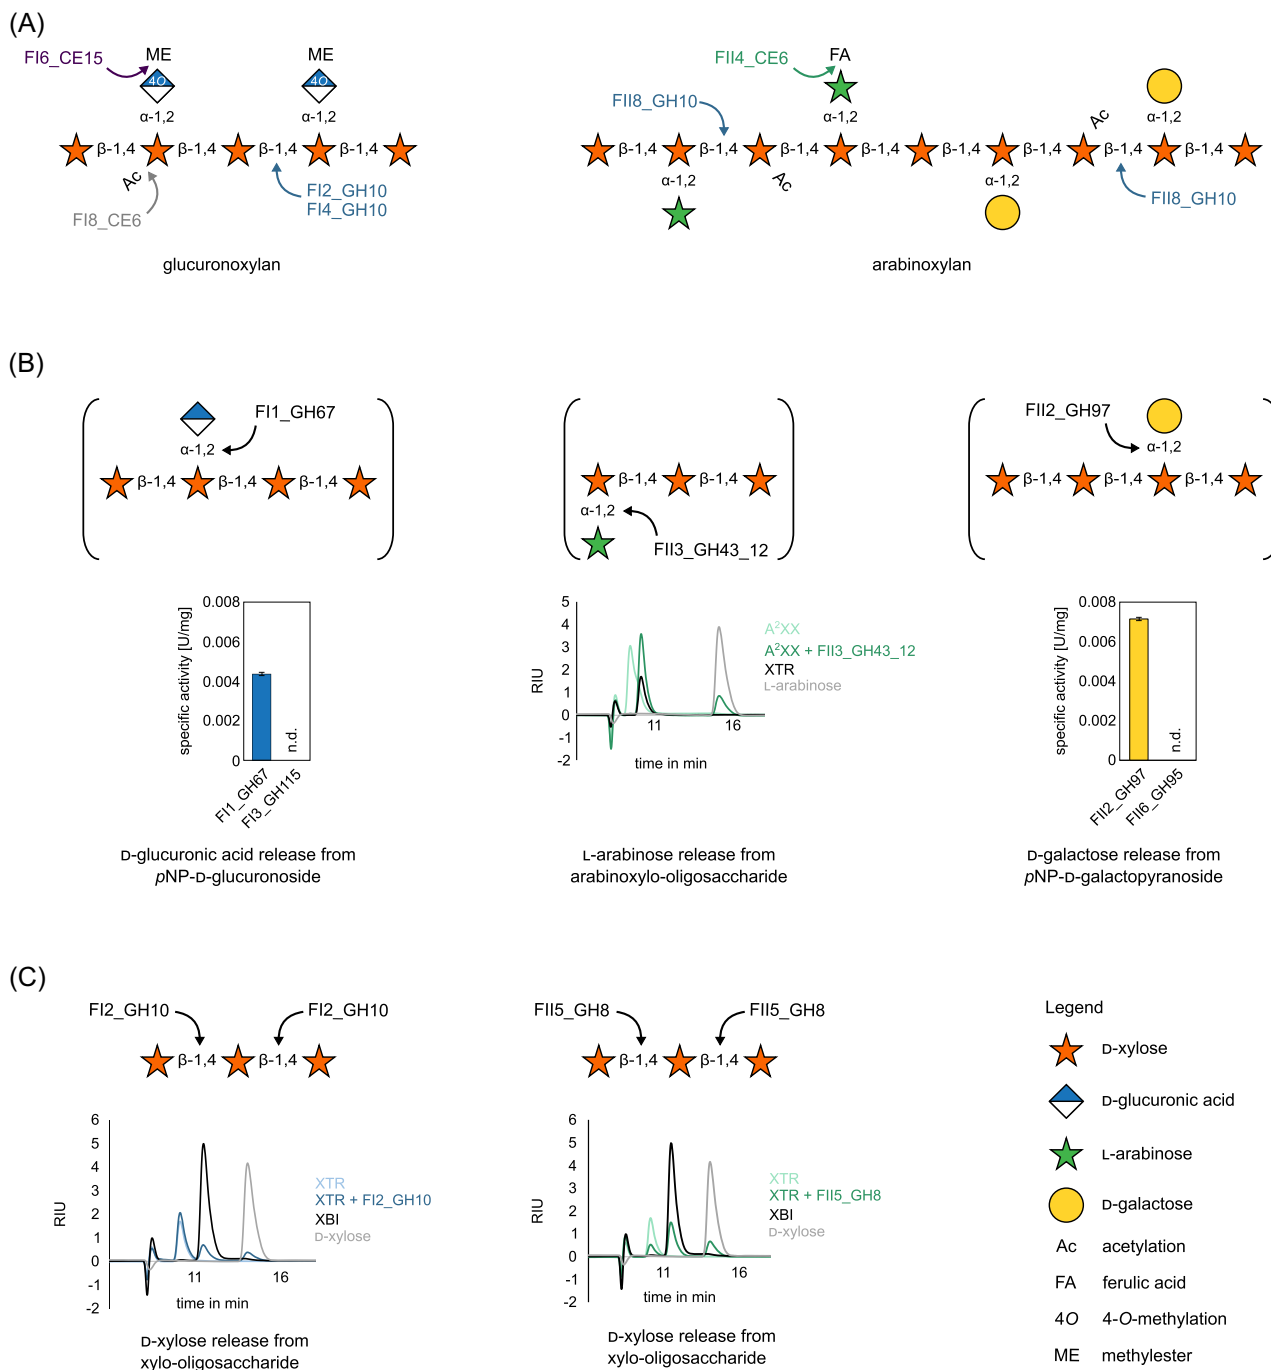 (A)
FI6_CE15
ME
ME
4O
4O
α-1,2
α-1,2
β-1,4
β-1,4
β-1,4
β-1,4
Ac
FI8_CE6
FI2_GH10
FI4_GH10
glucuronoxylan
FII4_CE6
FA
FII8_GH10
α-1,2
α-1,2
Ac
β-1,4
β-1,4
β-1,4
β-1,4
β-1,4
β-1,4
β-1,4
β-1,4
α-1,2
Ac
α-1,2
FII8_GH10
arabinoxylan
(B)
FI1_GH67
α-1,2
β-1,4
β-1,4
β-1,4
β-1,4
β-1,4
α-1,2
FII3_GH43_12
FII2_GH97
α-1,2
β-1,4
β-1,4
β-1,4
specific activity [U/mg]
0.008
0.006
0.004
0.002
0
n.d.
FI1_GH67
FI3_GH115
D-glucuronic acid release from
pNP-D-glucuronoside
RIU
5
4
3
2
1
0
-1
-2
11
16
time in min
A²XX
A²XX + FII3_GH43_12
XTR
L-arabinose
L-arabinose release from
arabinoxylo-oligosaccharide
specific activity [U/mg]
0.008
0.006
0.004
0.002
0
n.d.
FII2_GH97
FII6_GH95
D-galactose release from
pNP-D-galactopyranoside
(C)
FI2_GH10
FI2_GH10
β-1,4
β-1,4
RIU
6
5
4
3
2
1
0
-1
-2
11
16
time in min
XTR
XTR + FI2_GH10
XBI
D-xylose
D-xylose release from
xylo-oligosaccharide
FII5_GH8
FII5_GH8
β-1,4
β-1,4
RIU
6
5
4
3
2
1
0
-1
-2
11
16
time in min
XTR
XTR + FII5_GH8
XBI
D-xylose
D-xylose release from
xylo-oligosaccharide
Legend
D-xylose
D-glucuronic acid
L-arabinose
D-galactose
Ac acetylation
FA ferulic acid
4O 4-O-methylation
ME methylester